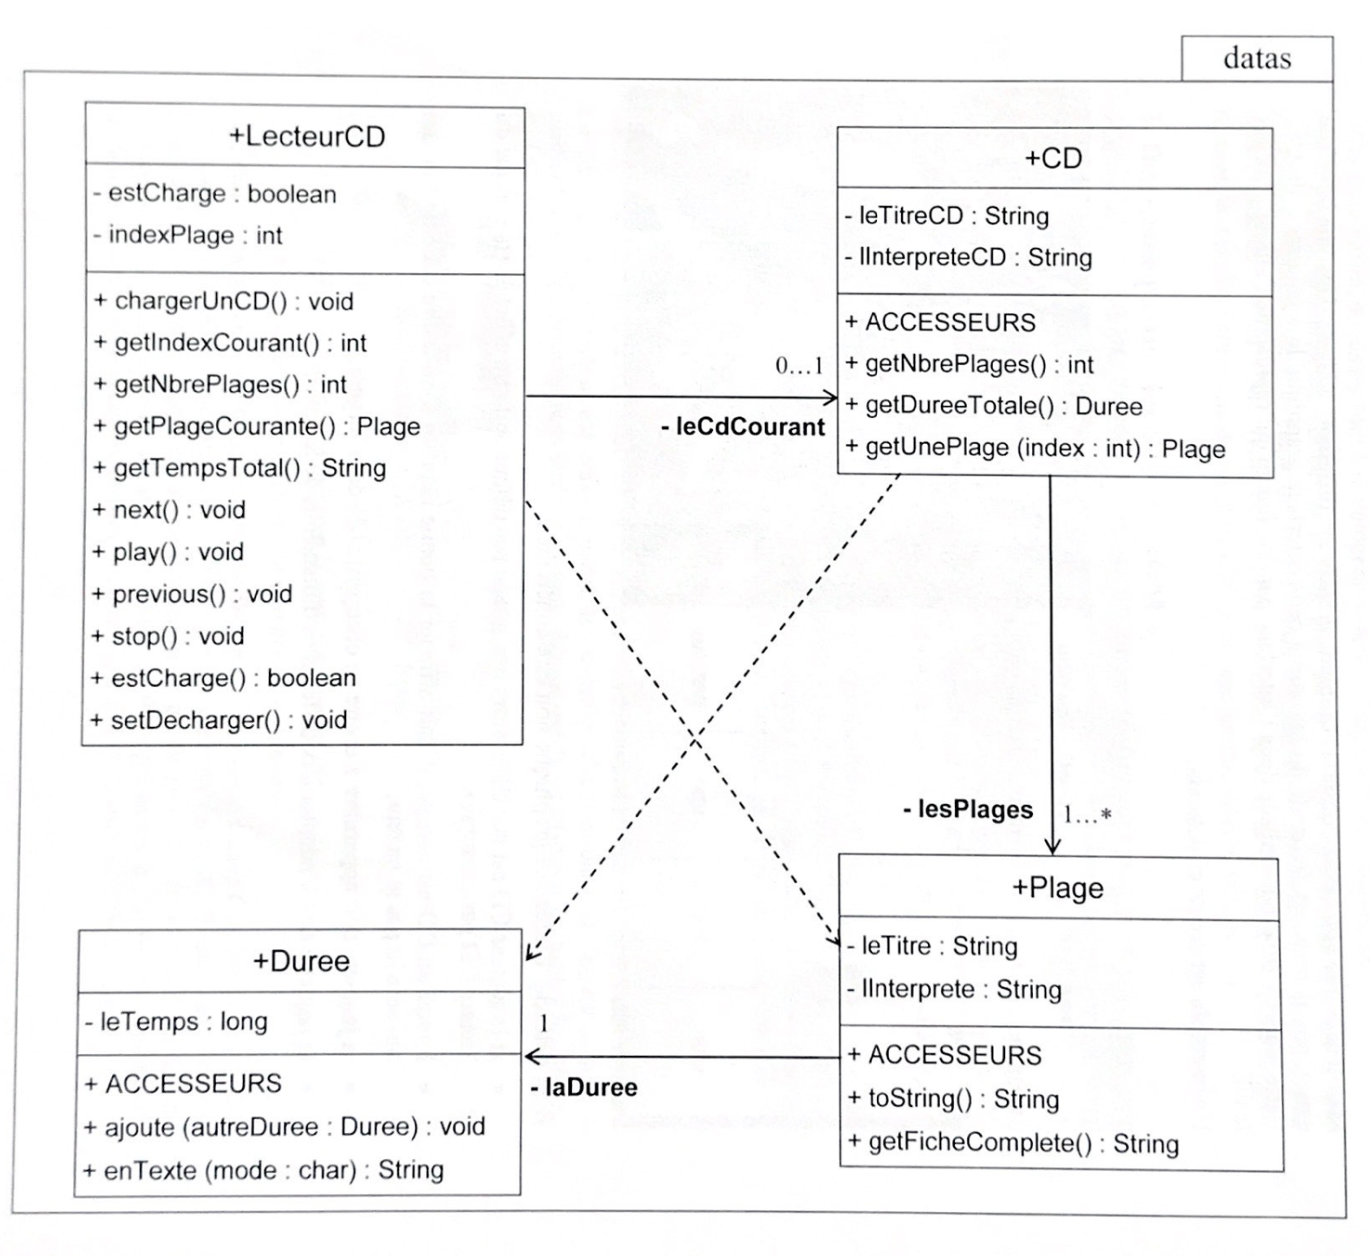 datas
+LecteurCD
- estCharge : boolean
- indexPlage : int
+ chargerUnCD() : void
+ getIndexCourant() : int
+ getNbrePlages() : int
+ getPlageCourante() : Plage
+ getTempsTotal() : String
+ next() : void
+ play() : void
+ previous() : void
+ stop() : void
+ estCharge() : boolean
+ setDecharger() : void
+CD
- leTitreCD : String
- lInterpreteCD : String
+ ACCESSEURS
+ getNbrePlages() : int
+ getDureeTotale() : Duree
+ getUnePlage (index : int) : Plage
0...1
- leCdCourant
- lesPlages
1...*
+Duree
- leTemps : long
+ ACCESSEURS
+ ajoute (autreDuree : Duree) : void
+ enTexte (mode : char) : String
1
- laDuree
+Plage
- leTitre : String
- lInterprete : String
+ ACCESSEURS
+ toString() : String
+ getFicheComplete() : String